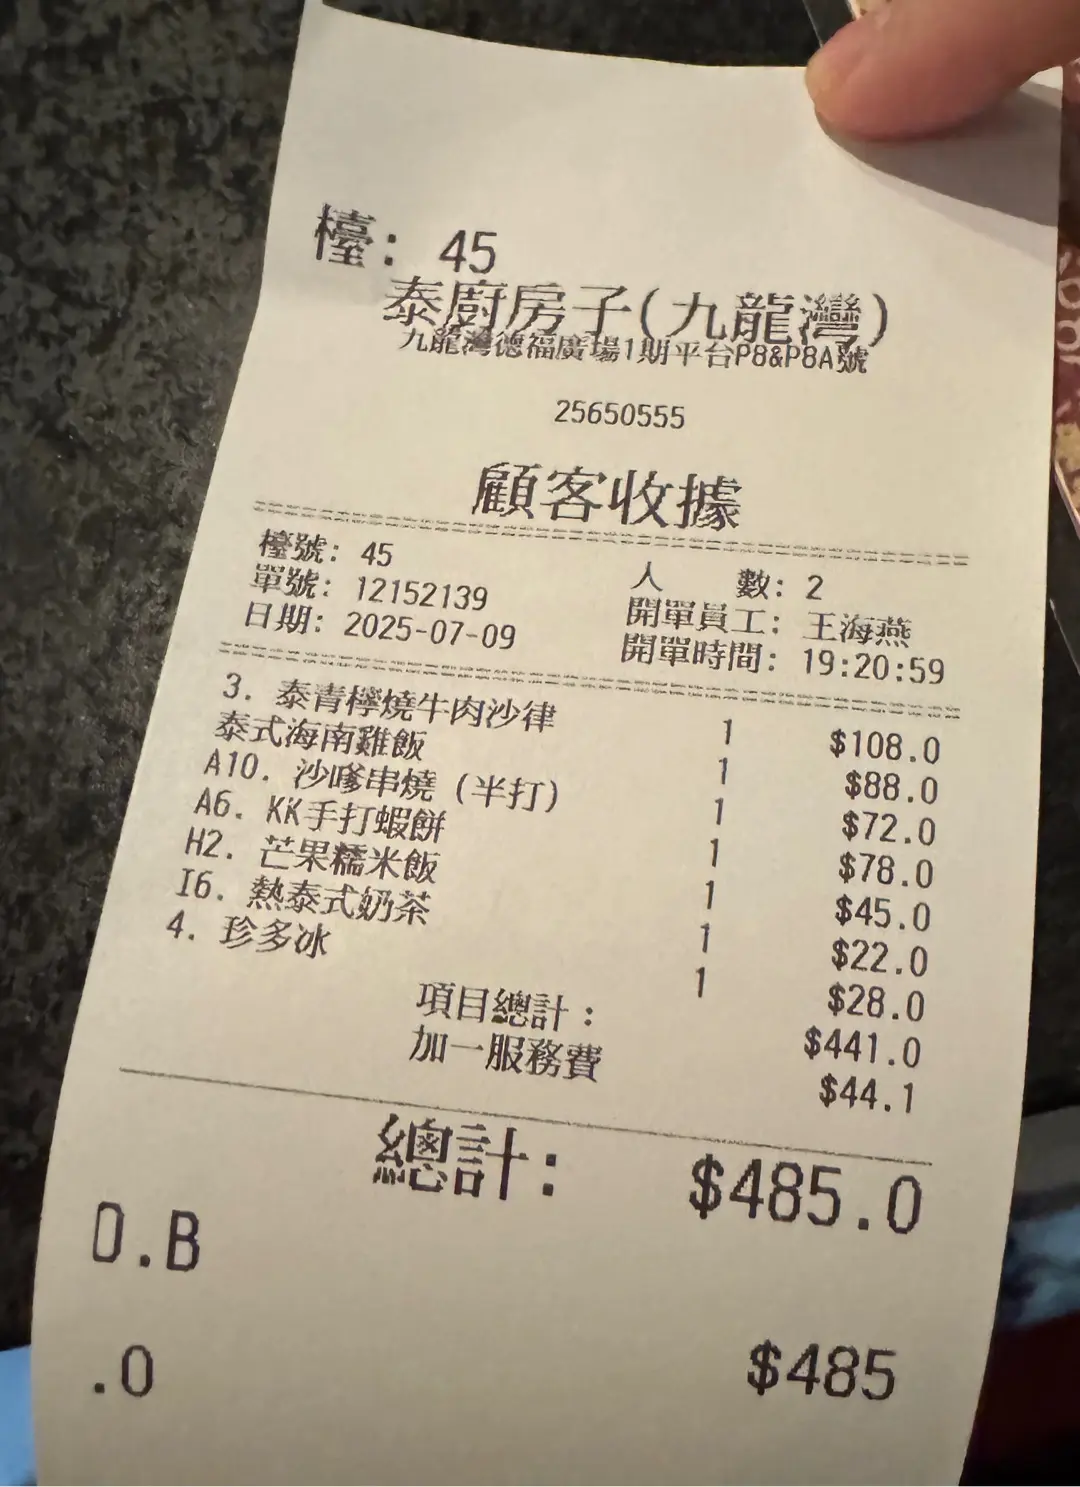 檯: 45
泰廚房子(九龍灣)
九龍灣德福廣場1期平台P8&P8A號
25650555
顧客收據
檯號: 45 人 數: 2
單號: 12152139 開單員工: 王海燕
日期: 2025-07-09 開單時間: 19:20:59
3. 泰青檸燒牛肉沙律 1 $108.0
泰式海南雞飯 1 $88.0
A10. 沙嗲串燒 (半打) 1 $72.0
A6. KK手打蝦餅 1 $78.0
H2. 芒果糯米飯 1 $45.0
I6. 熱泰式奶茶 1 $22.0
4. 珍多冰 1 $28.0
項目總計: $441.0
加一服務費 $44.1
總計: $485.0
D.B $485
.0